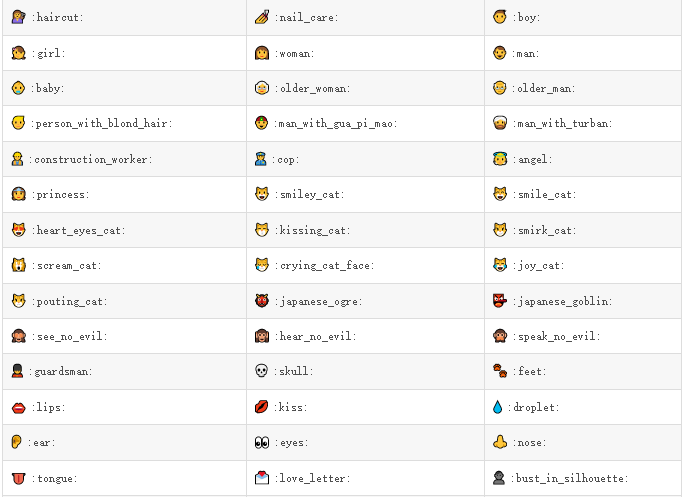 :haircut: :nail_care: :boy:
:girl: :woman: :man:
:baby: :older_woman: :older_man:
:person_with_blond_hair: :man_with_gua_pi_mao: :man_with_turban:
:construction_worker: :cop: :angel:
:princess: :smiley_cat: :smile_cat:
:heart_eyes_cat: :kissing_cat: :smirk_cat:
:scream_cat: :crying_cat_face: :joy_cat:
:pouting_cat: :japanese_ogre: :japanese_goblin:
:see_no_evil: :hear_no_evil: :speak_no_evil:
:guardsman: :skull: :feet:
:lips: :kiss: :droplet:
:ear: :eyes: :nose:
:tongue: :love_letter: :bust_in_silhouette: